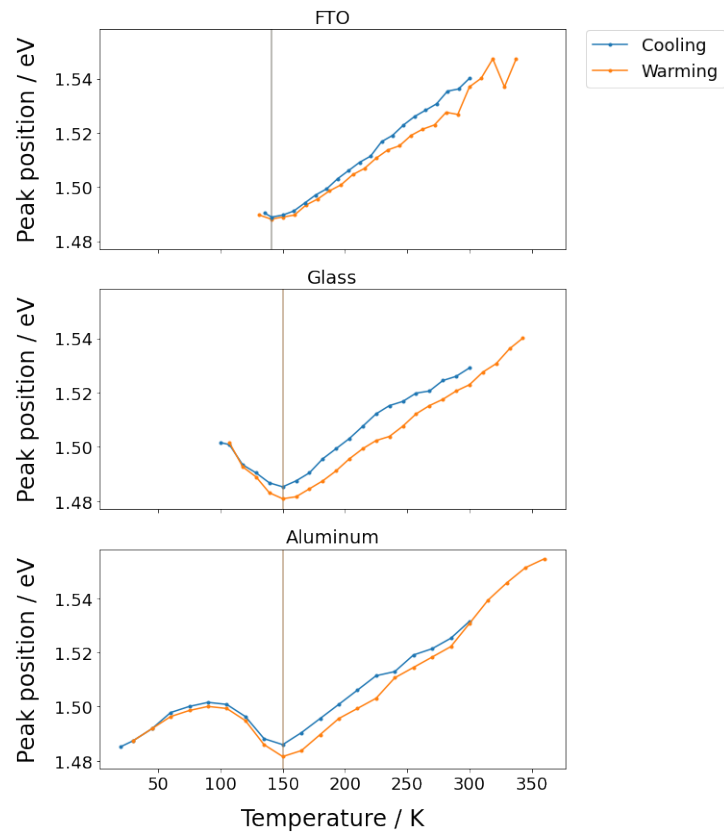 FTO
Cooling
Warming
Peak position / eV
1.54
1.52
1.50
1.48
Glass
Peak position / eV
1.54
1.52
1.50
1.48
Aluminum
Peak position / eV
1.54
1.52
1.50
1.48
50 100 150 200 250 300 350
Temperature / K